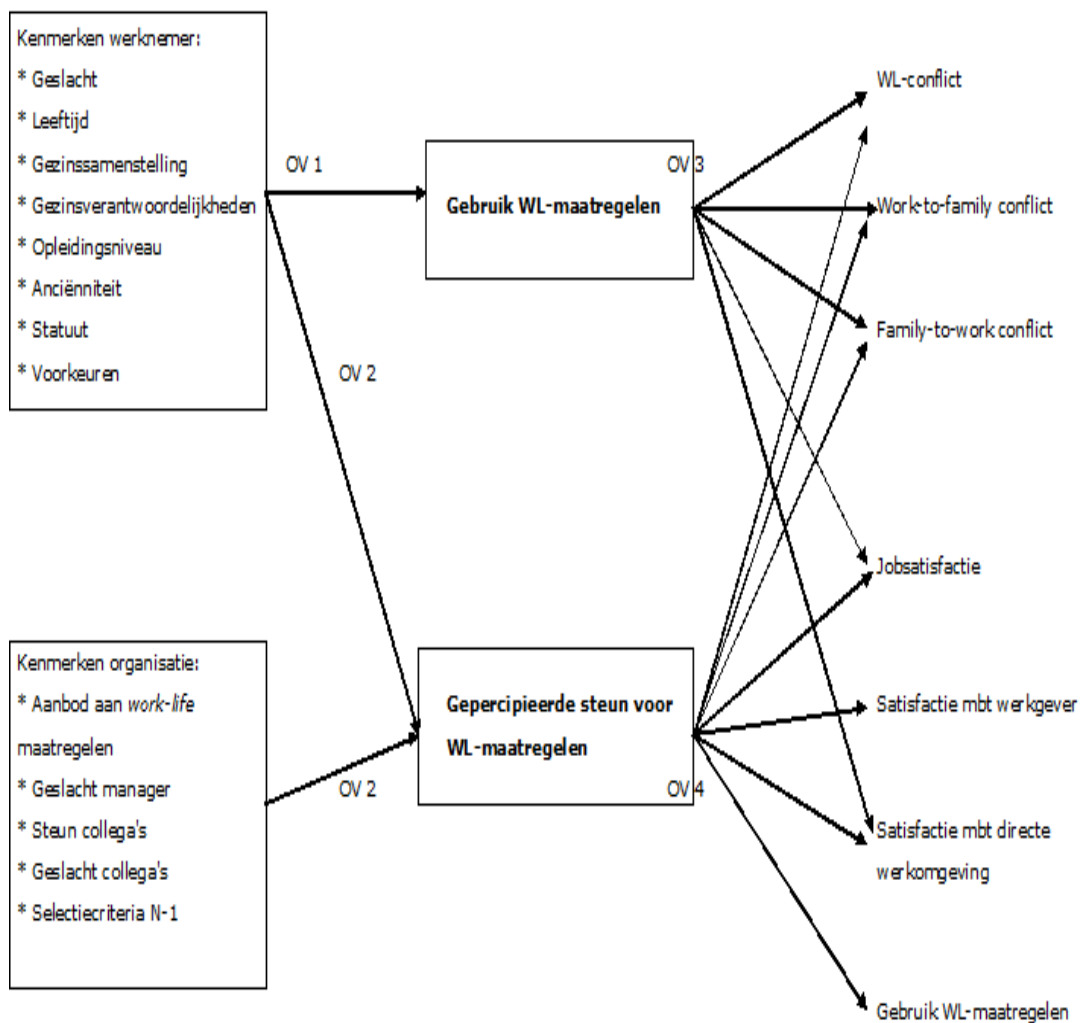 Kenmerken werknemer:
* Geslacht
* Leeftijd
* Gezinssamenstelling
* Gezinsverantwoordelijkheden
* Opleidingsniveau
* Anciënniteit
* Statuut
* Voorkeuren
OV 1
OV 2
Gebruik WL-maatregelen
OV 3
WL-conflict
Work-to-family conflict
Family-to-work conflict
Jobsatisfactie
Satisfactie mbt werkgever
Satisfactie mbt directe
werkomgeving
Gebruik WL-maatregelen
Kenmerken organisatie:
* Aanbod aan work-life
maatregelen
* Geslacht manager
* Steun collega's
* Geslacht collega's
* Selectiecriteria N-1
OV 2
Gepercipieerde steun voor
WL-maatregelen
OV 4